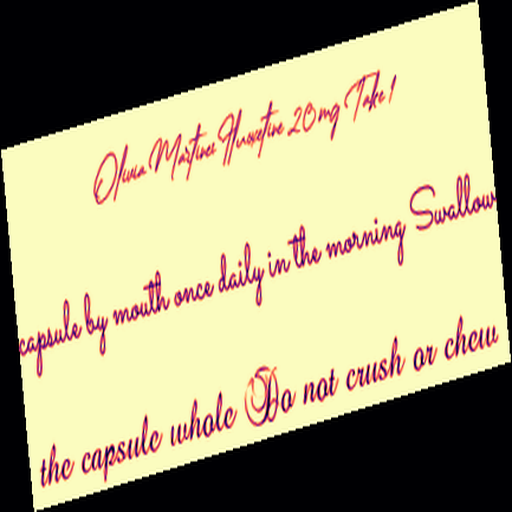 Olivia Martinez Fluoxetine 20mg Take 1
capsule by mouth once daily in the morning Swallow
the capsule whole Do not crush or chew